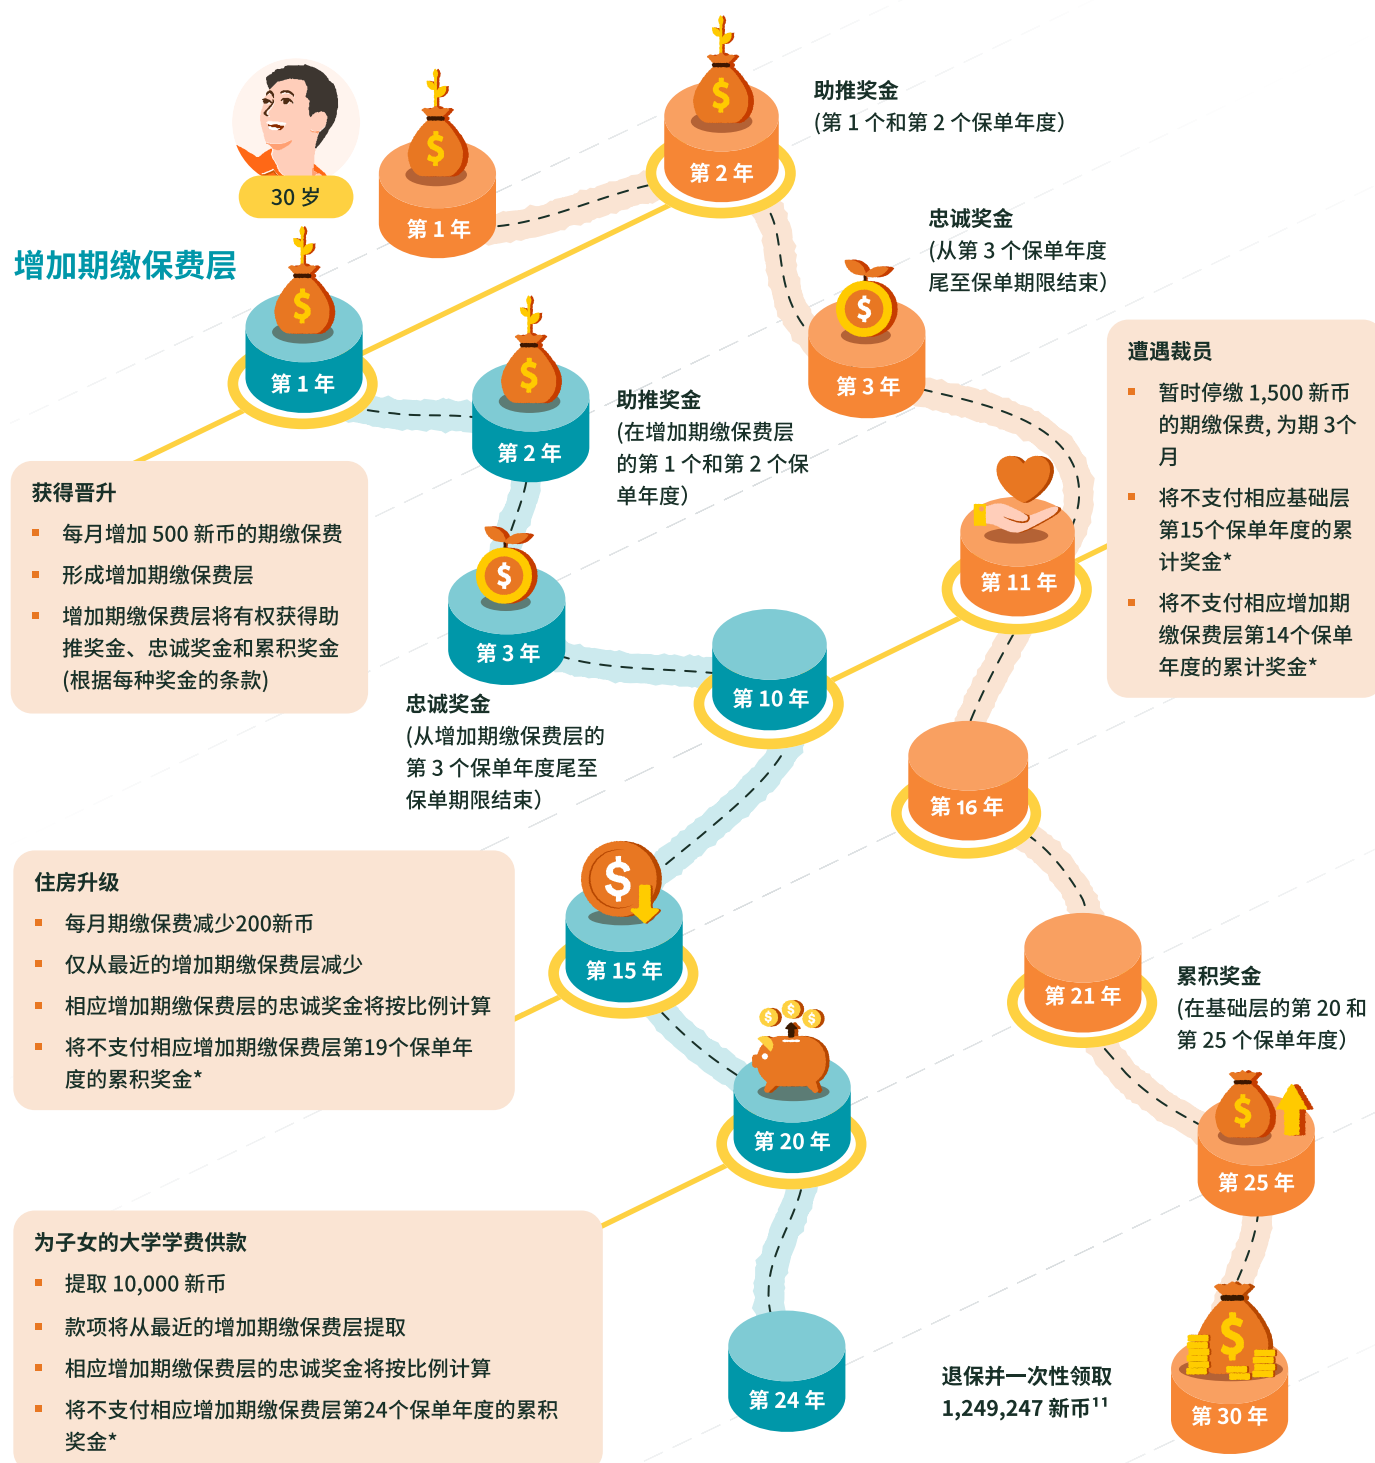 30 岁
第 1 年
第 2 年
助推奖金
(第 1 个和第 2 个保单年度）
忠诚奖金
(从第 3 个保单年度
尾至保单期限结束）
第 3 年
增加期缴保费层
第 1 年
第 2 年
助推奖金
(在增加期缴保费层
的第 1 个和第 2 个保
单年度）
遭遇裁员
暂时停缴 1,500 新币
的期缴保费, 为期 3个
月
将不支付相应基础层
第15个保单年度的累
计奖金*
将不支付相应增加期
缴保费层第14个保单
年度的累计奖金*
获得晋升
每月增加 500 新币的期缴保费
形成增加期缴保费层
增加期缴保费层将有权获得助
推奖金、忠诚奖金和累积奖金
(根据每种奖金的条款)
第 11 年
第 3 年
忠诚奖金
(从增加期缴保费层的
第 3 个保单年度尾至
保单期限结束）
第 10 年
第 16 年
住房升级
每月期缴保费减少200新币
仅从最近的增加期缴保费层减少
相应增加期缴保费层的忠诚奖金将按比例计算
将不支付相应增加期缴保费层第19个保单年
度的累积奖金*
第 15 年
第 21 年
累积奖金
(在基础层的第 20 和
第 25 个保单年度）
第 20 年
第 25 年
为子女的大学学费供款
提取 10,000 新币
款项将从最近的增加期缴保费层提取
相应增加期缴保费层的忠诚奖金将按比例计算
将不支付相应增加期缴保费层第24个保单年度的累积
奖金*
第 24 年
退保并一次性领取
1,249,247 新币¹¹
第 30 年